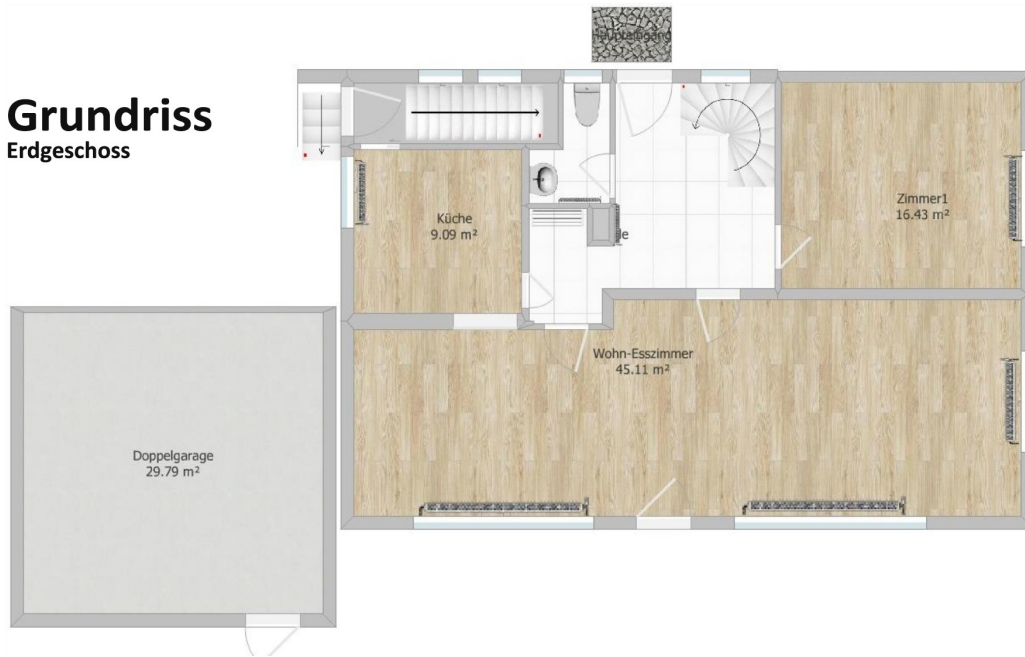 Haupteingang
Grundriss
Erdgeschoss
Küche
9.09 m²
Zimmer1
16.43 m²
Wohn-Esszimmer
45.11 m²
Doppelgarage
29.79 m²